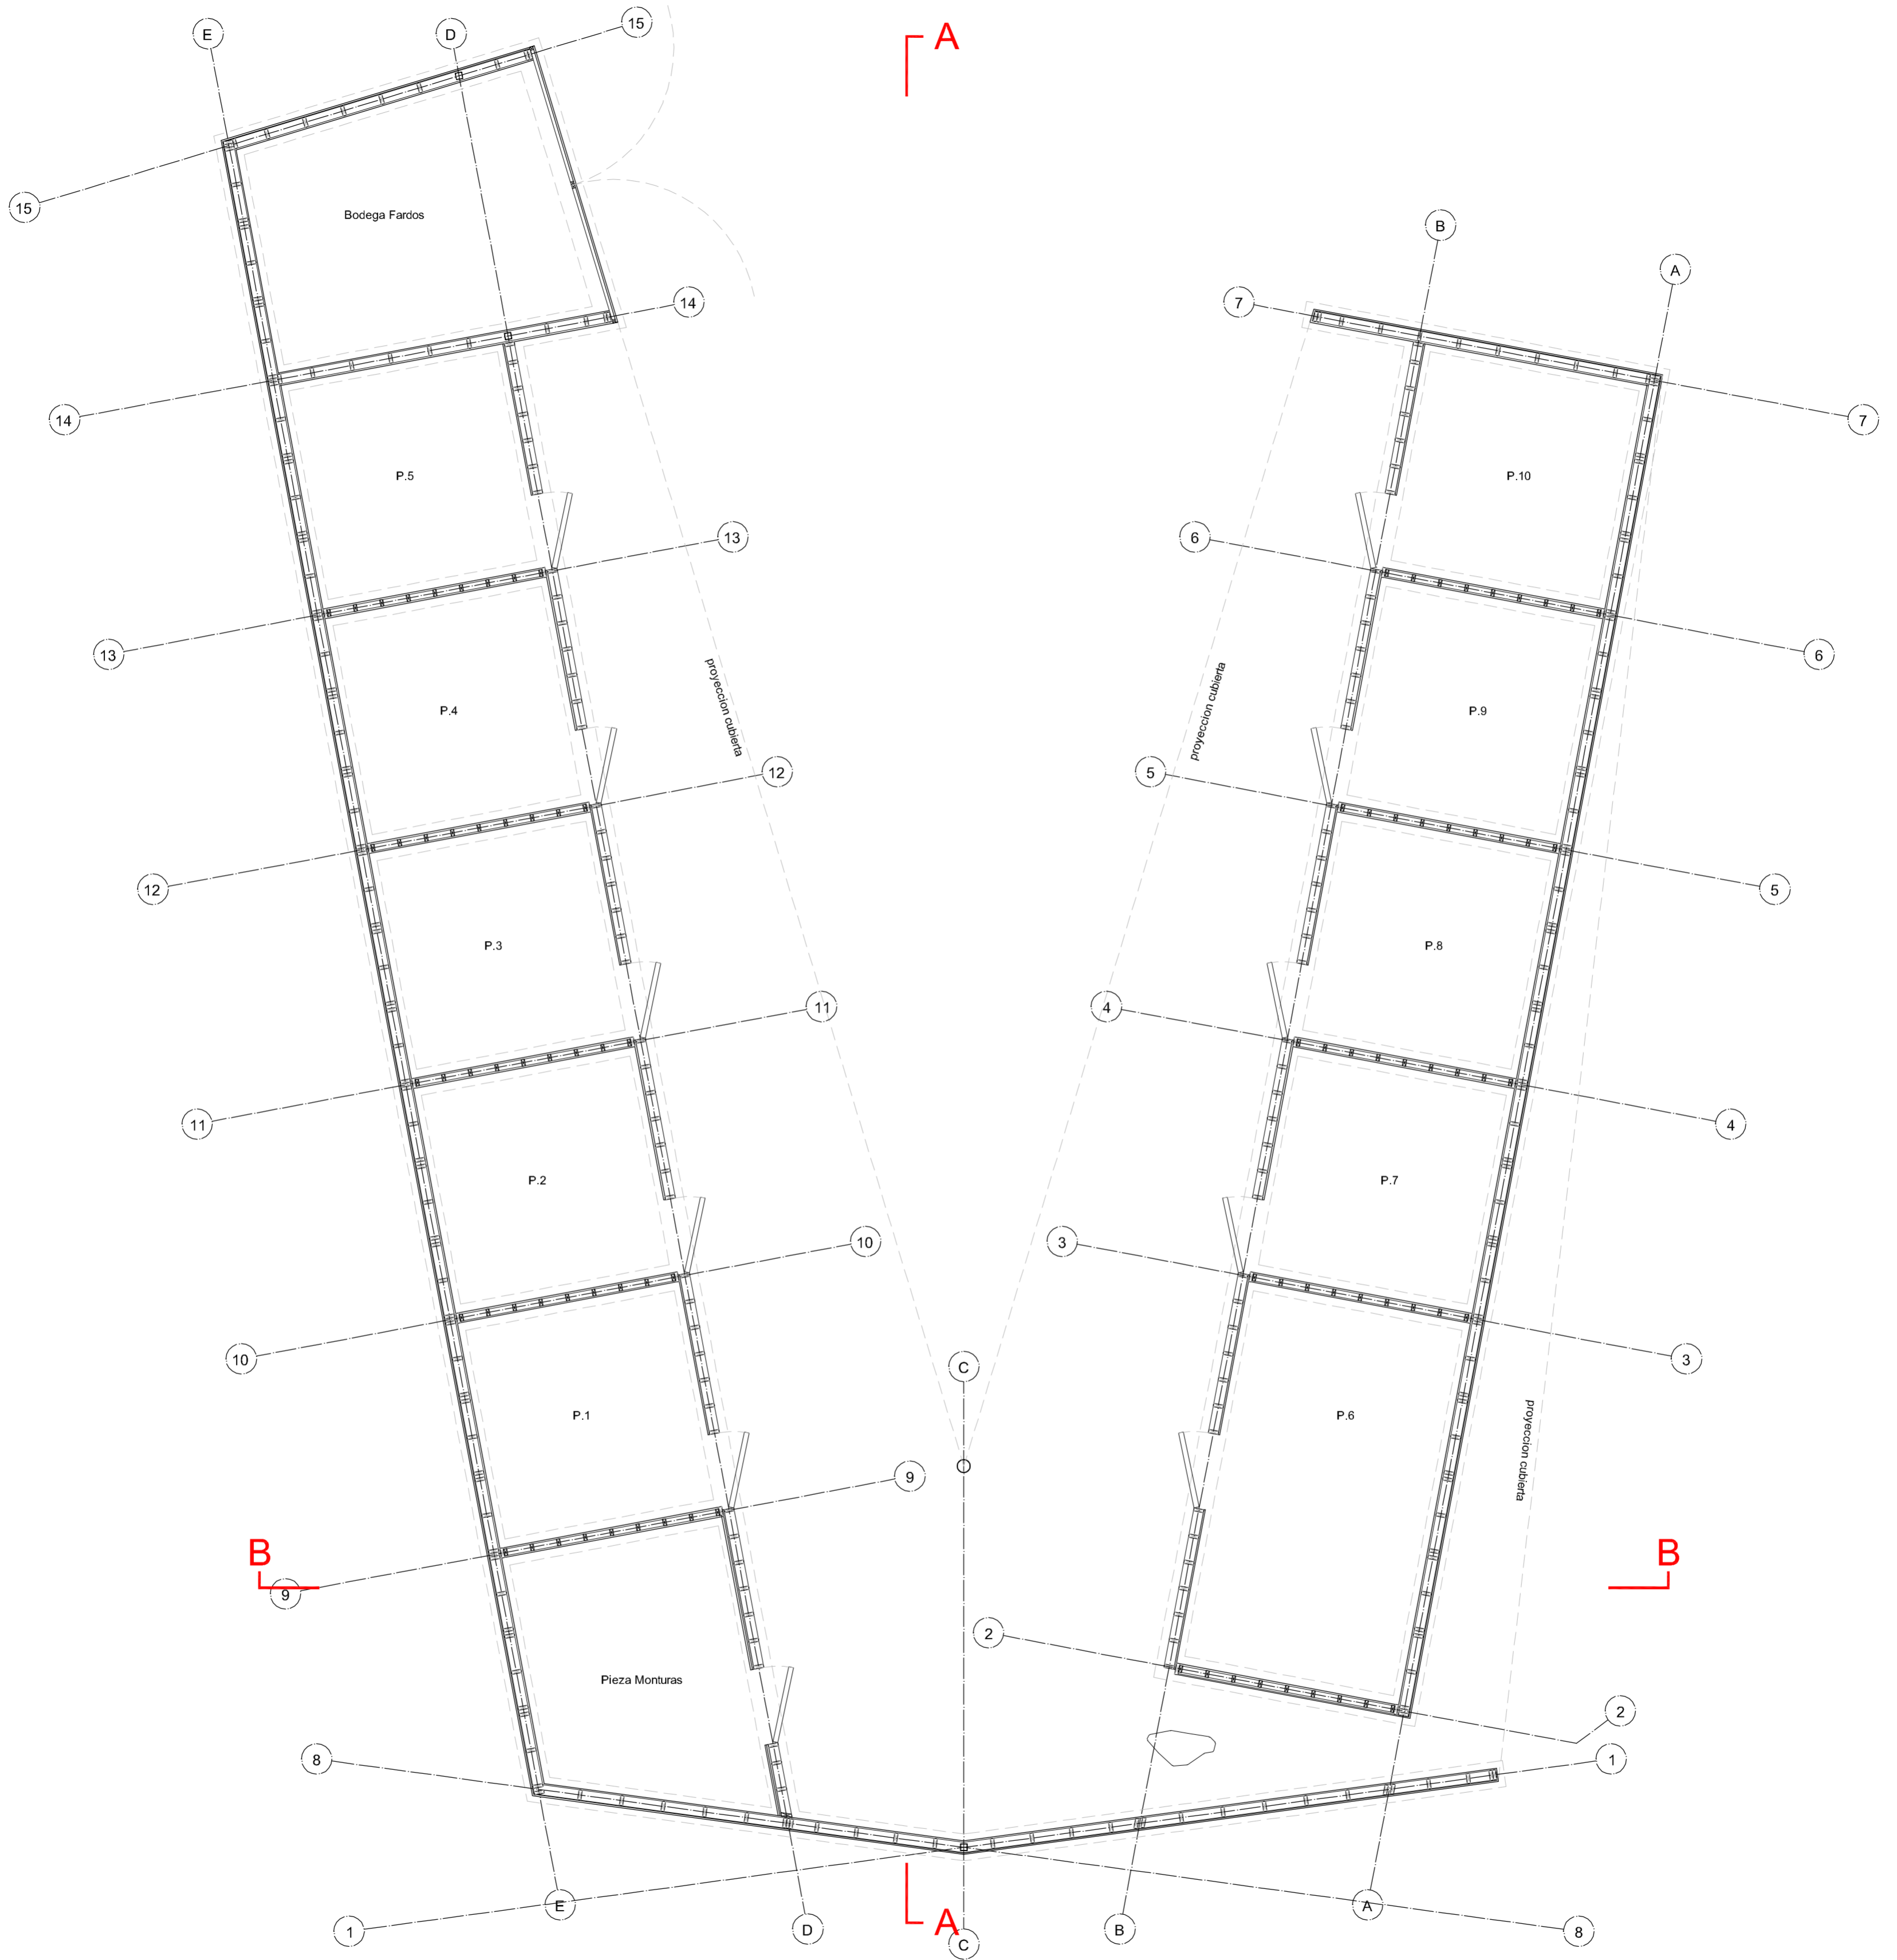 E
D
15
A
15
Bodega Fardos
B
A
14
7
14
7
P.5
P.10
13
6
13
6
proyeccion cubierta
proyeccion cubierta
P.4
P.9
12
5
12
5
P.3
P.8
11
4
11
4
P.2
P.7
10
3
10
3
C
P.1
P.6
proyeccion cubierta
9
B
B
9
2
Pieza Monturas
2
8
1
E
A
1
D
A
B
8
C